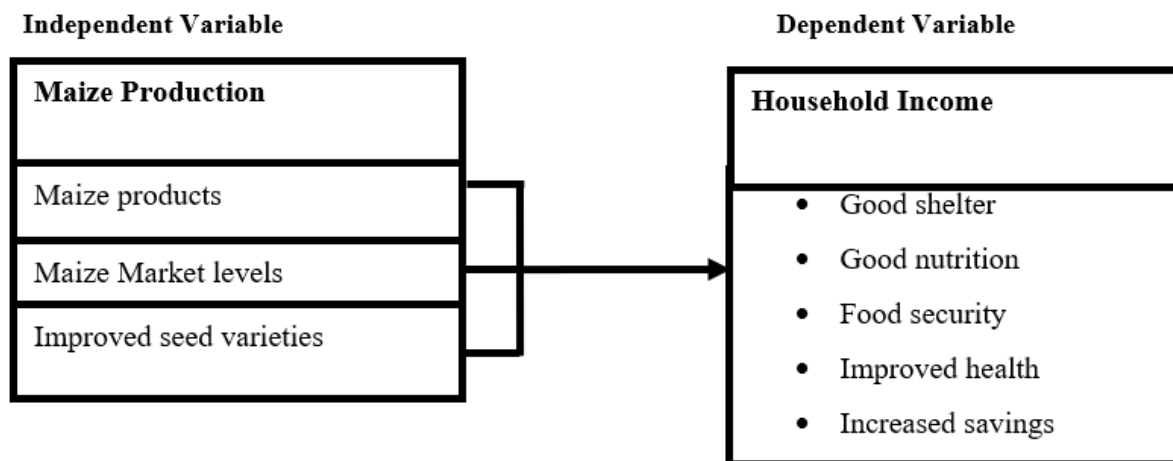 Independent Variable
Dependent Variable
Maize Production
Maize products
Maize Market levels
Improved seed varieties
Household Income
• Good shelter
• Good nutrition
• Food security
• Improved health
• Increased savings